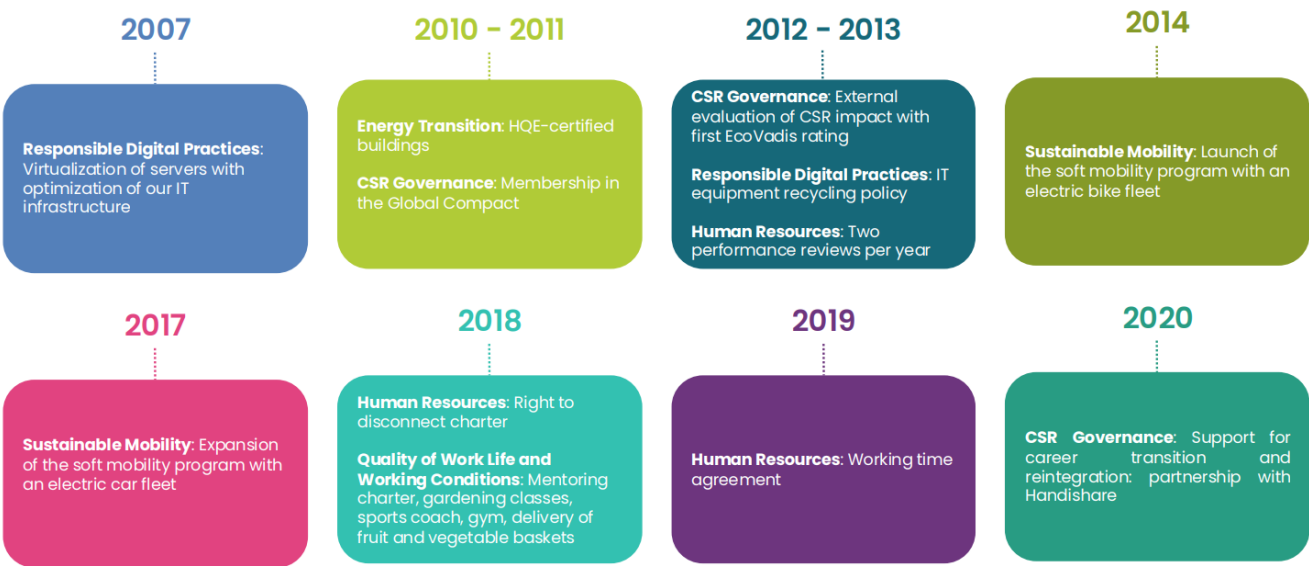 2007
Responsible Digital Practices:
Virtualization of servers with
optimization of our IT
infrastructure
2010 - 2011
Energy Transition: HQE-certified
buildings
CSR Governance: Membership in
the Global Compact
2012 - 2013
CSR Governance: External
evaluation of CSR impact with
first EcoVadis rating
Responsible Digital Practices: IT
equipment recycling policy
Human Resources: Two
performance reviews per year
2014
Sustainable Mobility: Launch of
the soft mobility program with an
electric bike fleet
2017
Sustainable Mobility: Expansion
of the soft mobility program with
an electric car fleet
2018
Human Resources: Right to
disconnect charter
Quality of Work Life and
Working Conditions: Mentoring
charter, gardening classes,
sports coach, gym, delivery of
fruit and vegetable baskets
2019
Human Resources: Working time
agreement
2020
CSR Governance: Support for
career transition and
reintegration: partnership with
Handishare